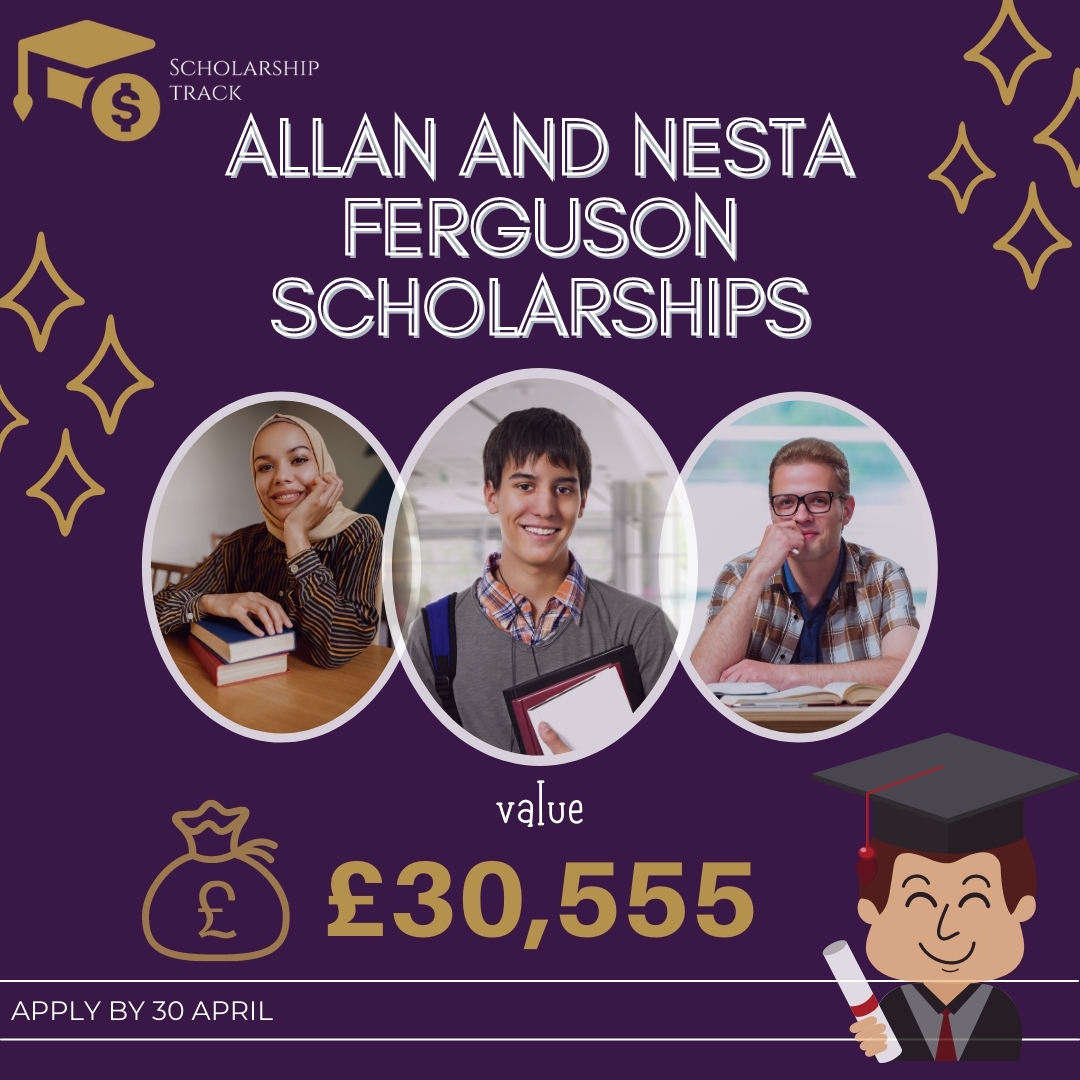 SCHOLARSHIP
TRACK
$
ALLAN AND NESTA
FERGUSON
SCHOLARSHIPS
value
£
£30,555
APPLY BY 30 APRIL